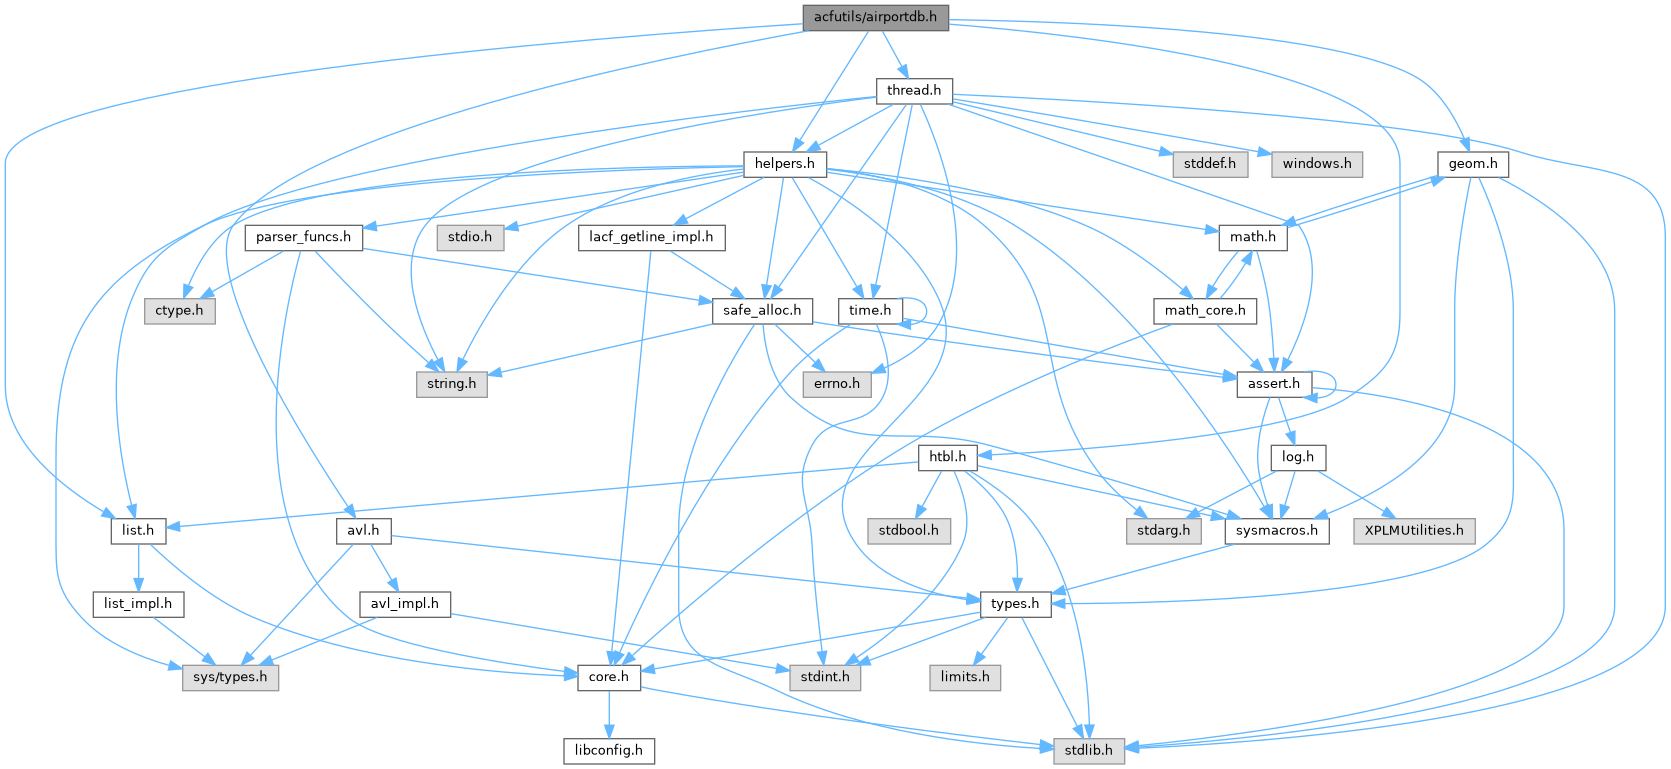 acfutils/airportdb.h
thread.h
helpers.h
stddef.h
windows.h
geom.h
parser_funcs.h
stdio.h
lacf_getline_impl.h
math.h
ctype.h
safe_alloc.h
time.h
math_core.h
string.h
errno.h
assert.h
htbl.h
log.h
list.h
avl.h
stdbool.h
stdarg.h
sysmacros.h
XPLMUtilities.h
list_impl.h
avl_impl.h
types.h
sys/types.h
core.h
stdint.h
limits.h
libconfig.h
stdlib.h